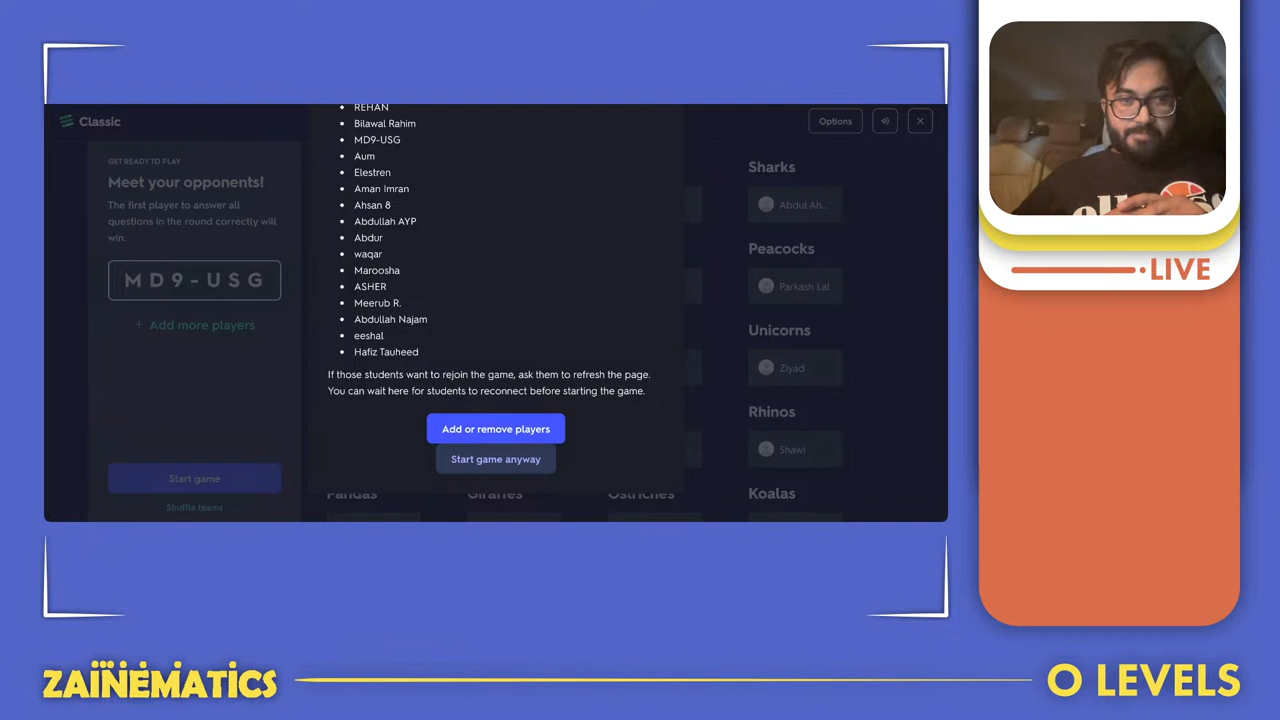 REHAN
Bilawal Rahim
MD9-USG
Aum
Elestren
Aman Imran
Ahsan 8
Abdullah AYP
Abdur
waqar
Maroosha
ASHER
Meerub R.
Abdullah Najam
eeshal
Hafiz Tauheed
If those students want to rejoin the game, ask them to refresh the page.
You can wait here for students to reconnect before starting the game.
Add or remove players
Start game anyway
Classic
Options
GET READY TO PLAY
Meet your opponents!
The first player to answer all
questions in the round correctly will
win.
MD9-USG
+ Add more players
Start game
Shuffle teams
Sharks
Abdul Ah...
Peacocks
Parkash Lal
Unicorns
Ziyad
Rhinos
Shawi
Pandas
Giraffes
Ostriches
Koalas
LIVE
ZAINEMATICS
O LEVELS